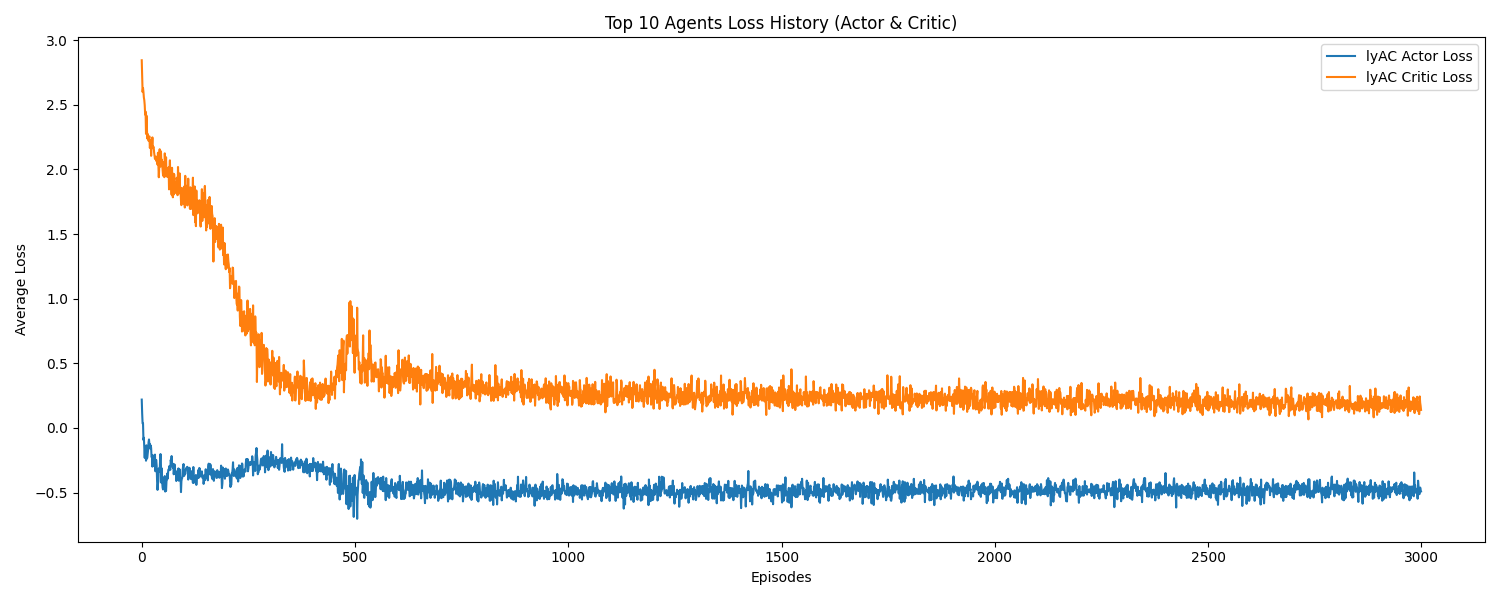 Top 10 Agents Loss History (Actor & Critic)
lyAC Actor Loss
lyAC Critic Loss
Average Loss
3.0
2.5
2.0
1.5
1.0
0.5
0.0
−0.5
0 500 1000 1500 2000 2500 3000
Episodes